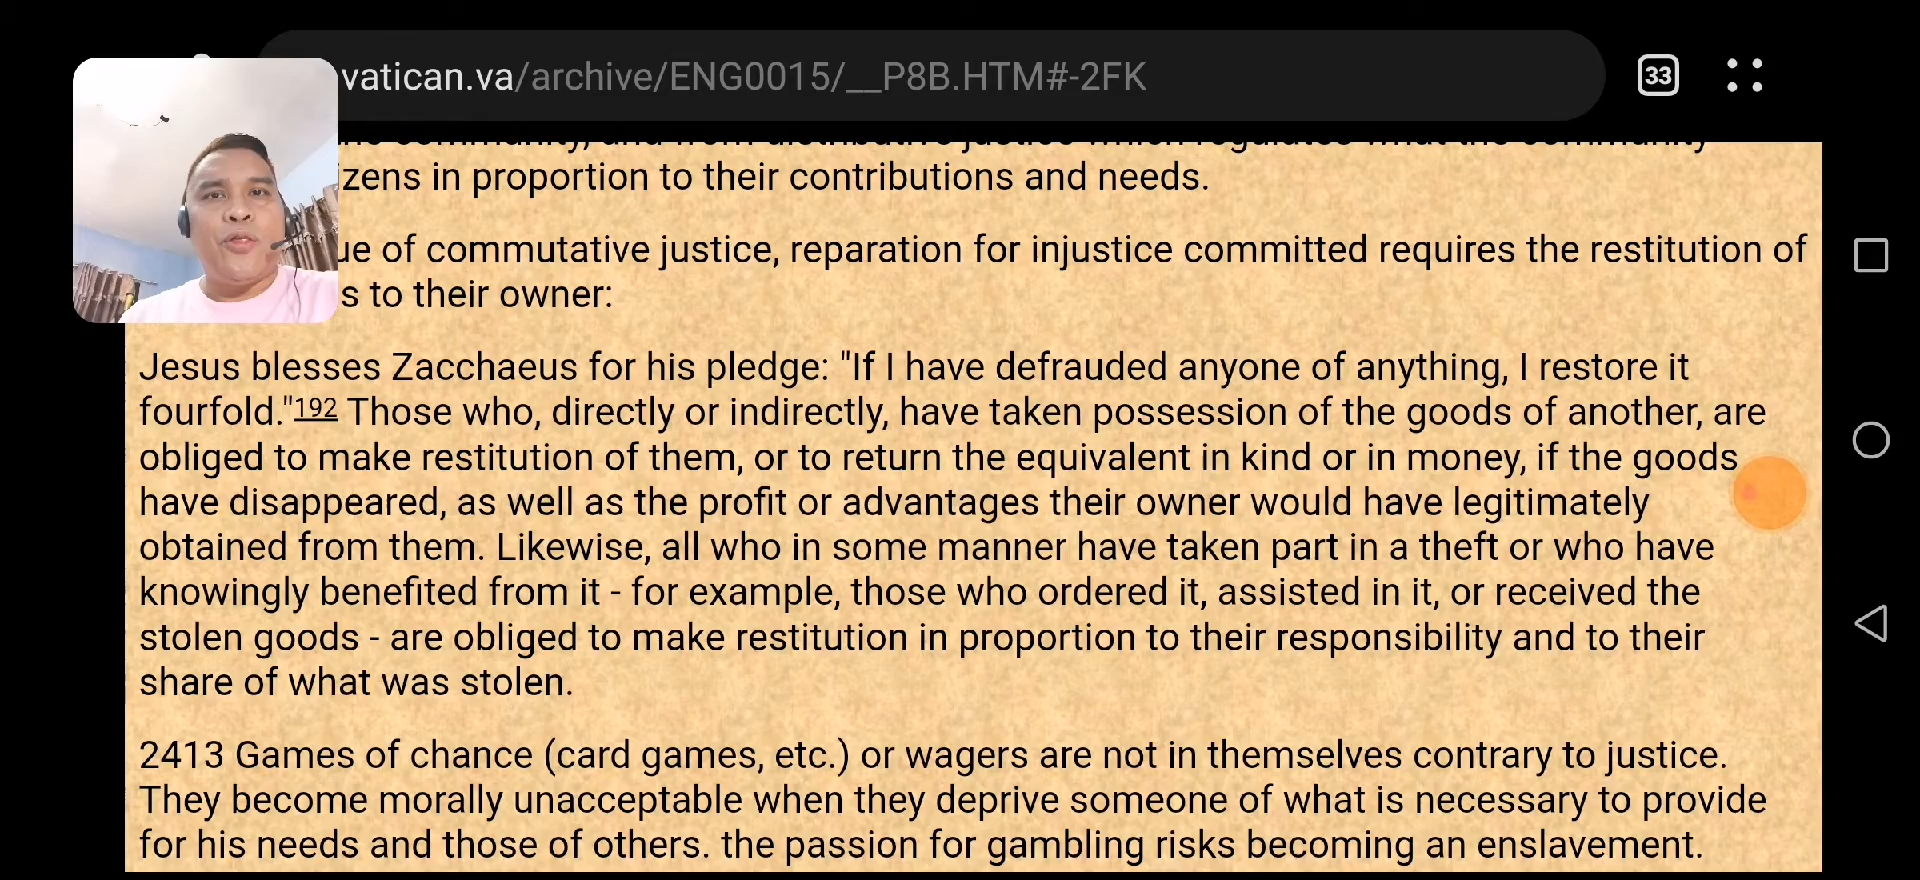 vatican.va/archive/ENG0015/__P8B.HTM#-2FK
33
zens in proportion to their contributions and needs.
ue of commutative justice, reparation for injustice committed requires the restitution of
s to their owner:
Jesus blesses Zacchaeus for his pledge: "If I have defrauded anyone of anything, I restore it
fourfold."192 Those who, directly or indirectly, have taken possession of the goods of another, are
obliged to make restitution of them, or to return the equivalent in kind or in money, if the goods
have disappeared, as well as the profit or advantages their owner would have legitimately
obtained from them. Likewise, all who in some manner have taken part in a theft or who have
knowingly benefited from it - for example, those who ordered it, assisted in it, or received the
stolen goods - are obliged to make restitution in proportion to their responsibility and to their
share of what was stolen.
2413 Games of chance (card games, etc.) or wagers are not in themselves contrary to justice.
They become morally unacceptable when they deprive someone of what is necessary to provide
for his needs and those of others. the passion for gambling risks becoming an enslavement.